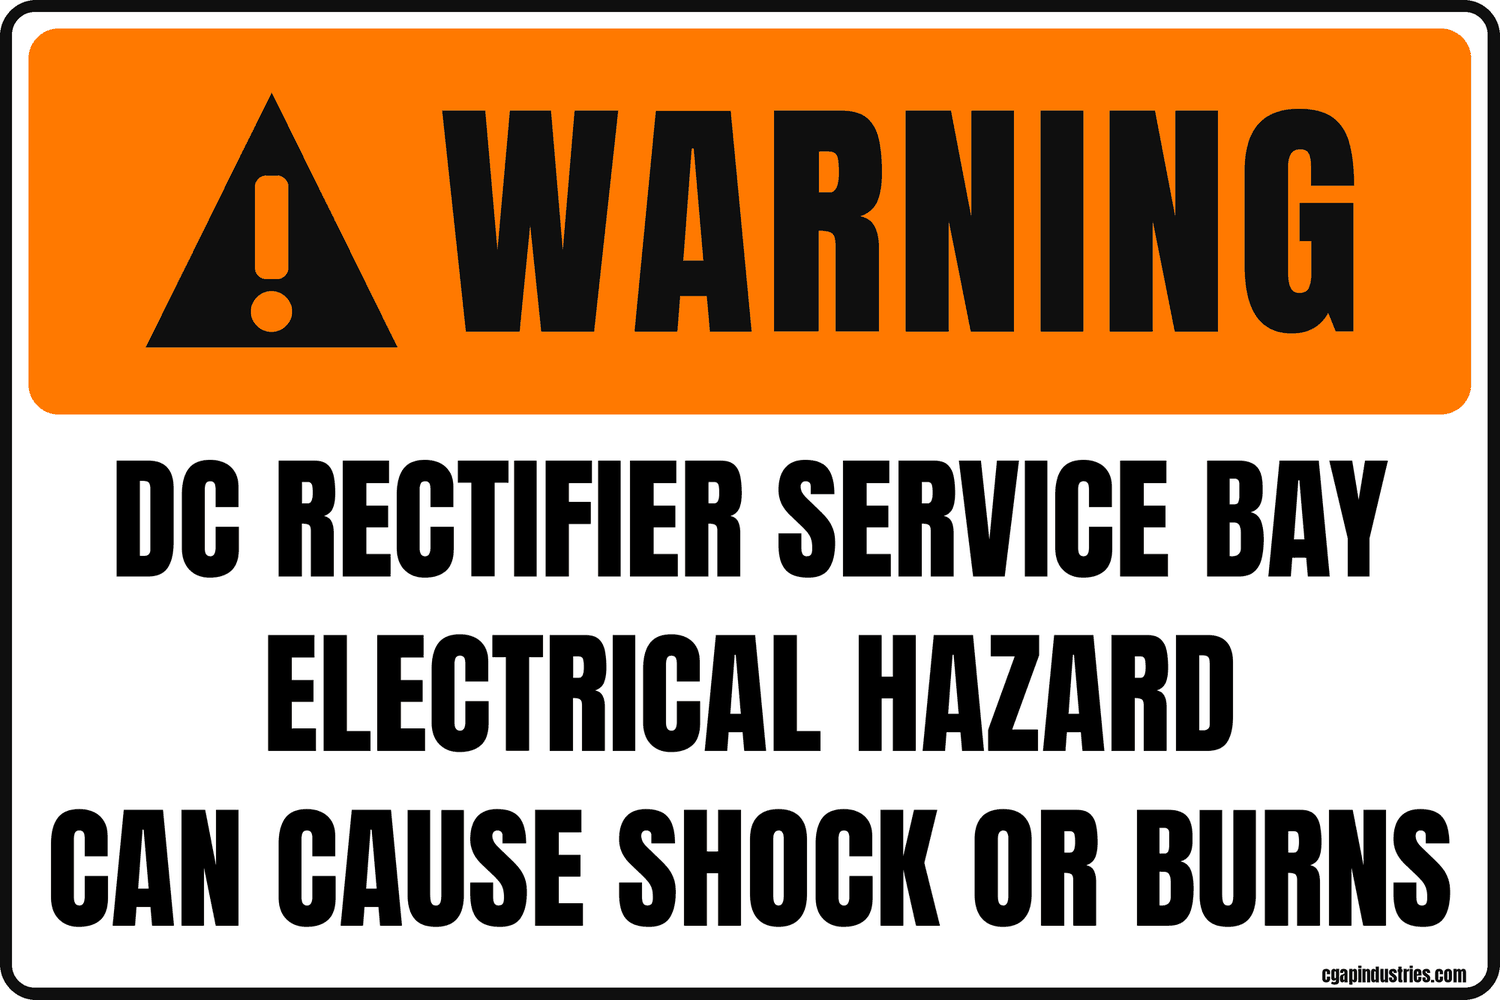 WARNING
DC RECTIFIER SERVICE BAY
ELECTRICAL HAZARD
CAN CAUSE SHOCK OR BURNS
cgapindustries.com